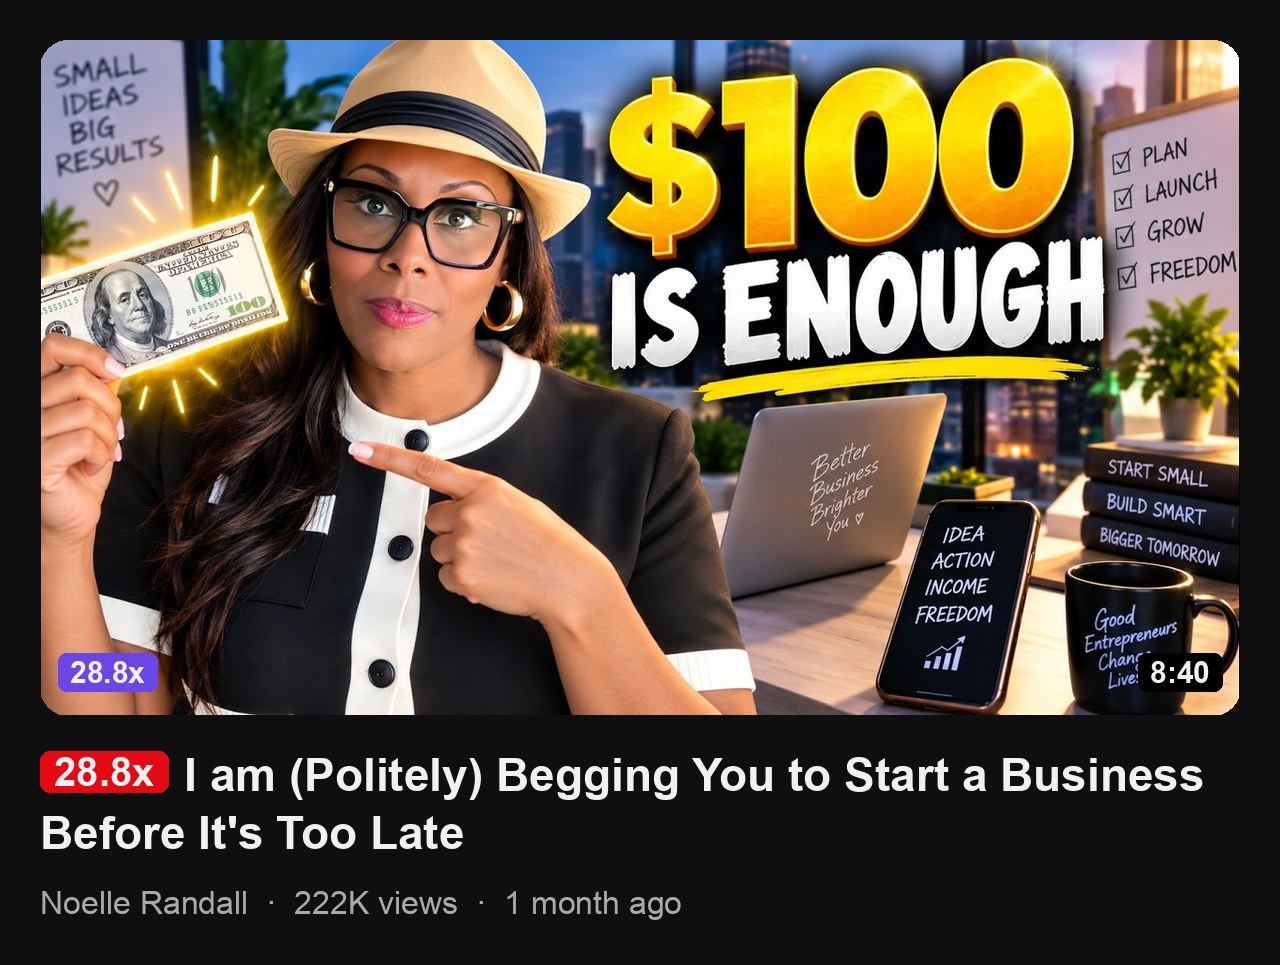 SMALL
IDEAS
BIG
RESULTS
$100
IS ENOUGH
PLAN
LAUNCH
GROW
FREEDOM
100
Better
Business
Brighter
You
START SMALL
BUILD SMART
BIGGER TOMORROW
IDEA
ACTION
INCOME
FREEDOM
Good
Entrepreneurs
28.8x
8:40
28.8x I am (Politely) Begging You to Start a Business
Before It's Too Late
Noelle Randall · 222K views · 1 month ago